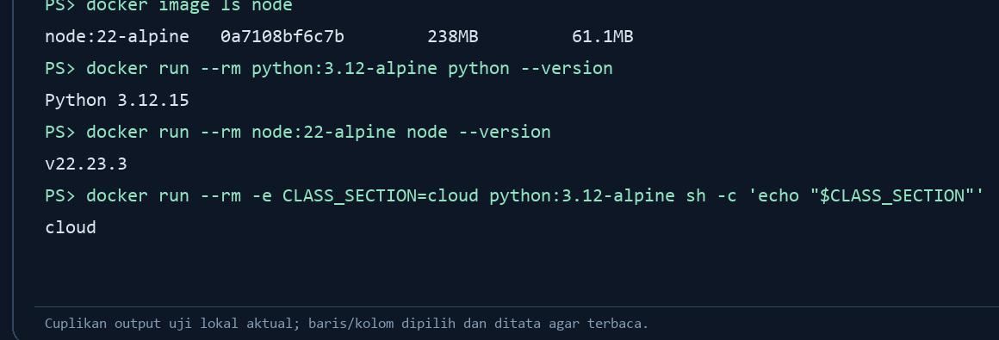 PS> docker image ls node
node:22-alpine   0a7108bf6c7b        238MB         61.1MB
PS> docker run --rm python:3.12-alpine python --version
Python 3.12.15
PS> docker run --rm node:22-alpine node --version
v22.23.3
PS> docker run --rm -e CLASS_SECTION=cloud python:3.12-alpine sh -c 'echo "$CLASS_SECTION"'
cloud
Cuplikan output uji lokal aktual; baris/kolom dipilih dan ditata agar terbaca.